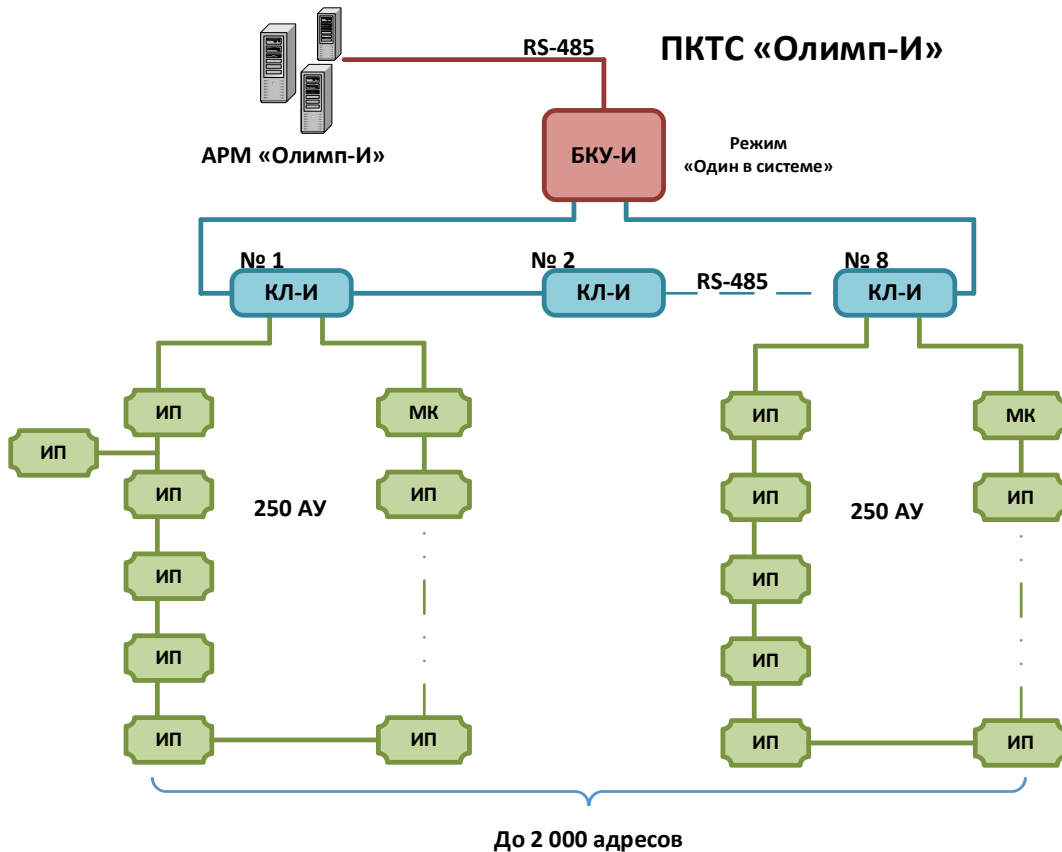 RS-485
ПКТС «Олимп-И»
АРМ «Олимп-И»
БКУ-И
Режим
«Один в системе»
№ 1
№ 2
№ 8
КЛ-И
КЛ-И
RS-485
КЛ-И
ИП
МК
ИП
МК
ИП
ИП
ИП
ИП
ИП
250 АУ
250 АУ
ИП
ИП
ИП
ИП
ИП
ИП
ИП
ИП
До 2 000 адресов